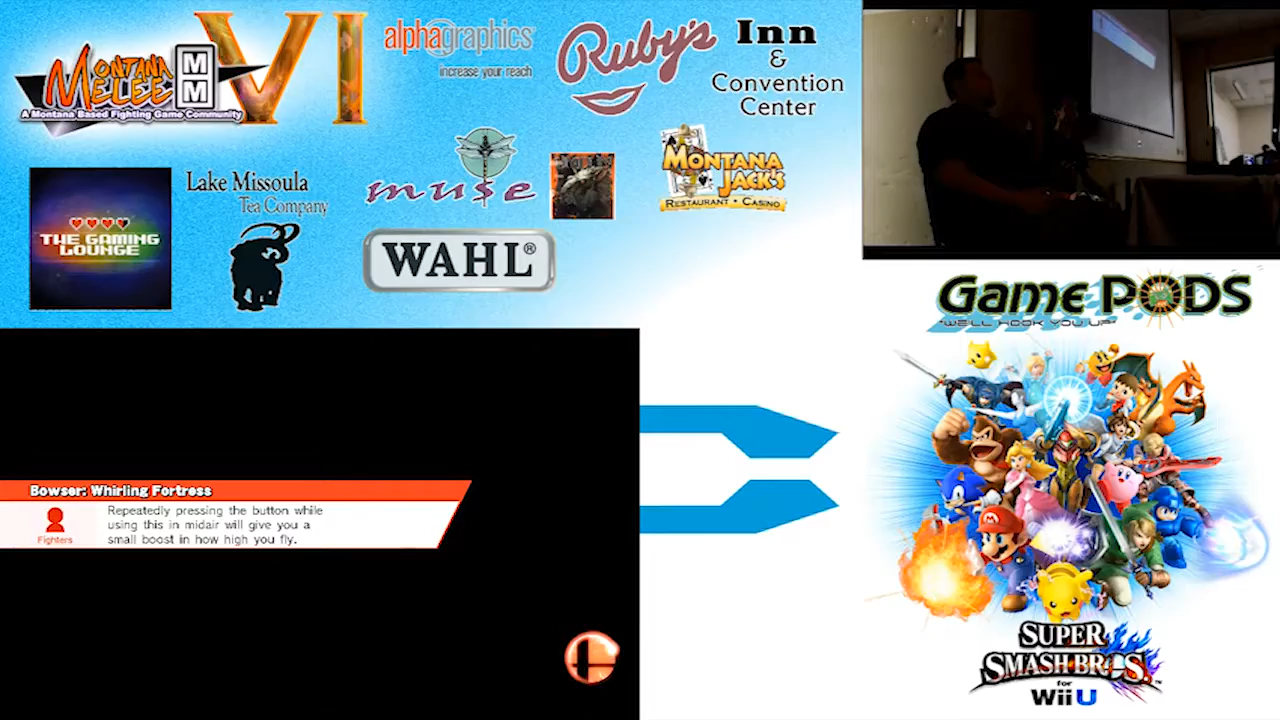 MONTANA
MELEE
MM
VI
A Montana Based Fighting Game Community
alphagraphics®
increase your reach
Ruby's
Inn
&
Convention
Center
THE GAMING
LOUNGE
Lake Missoula
Tea Company
muse
WAHL®
MONTANA
JACK'S
RESTAURANT • CASINO
Game PODS
"WE'LL HOOK YOU UP"
Bowser: Whirling Fortress
Fighters
Repeatedly pressing the button while
using this in midair will give you a
small boost in how high you fly.
SUPER
SMASH BROS.™
for
Wii U